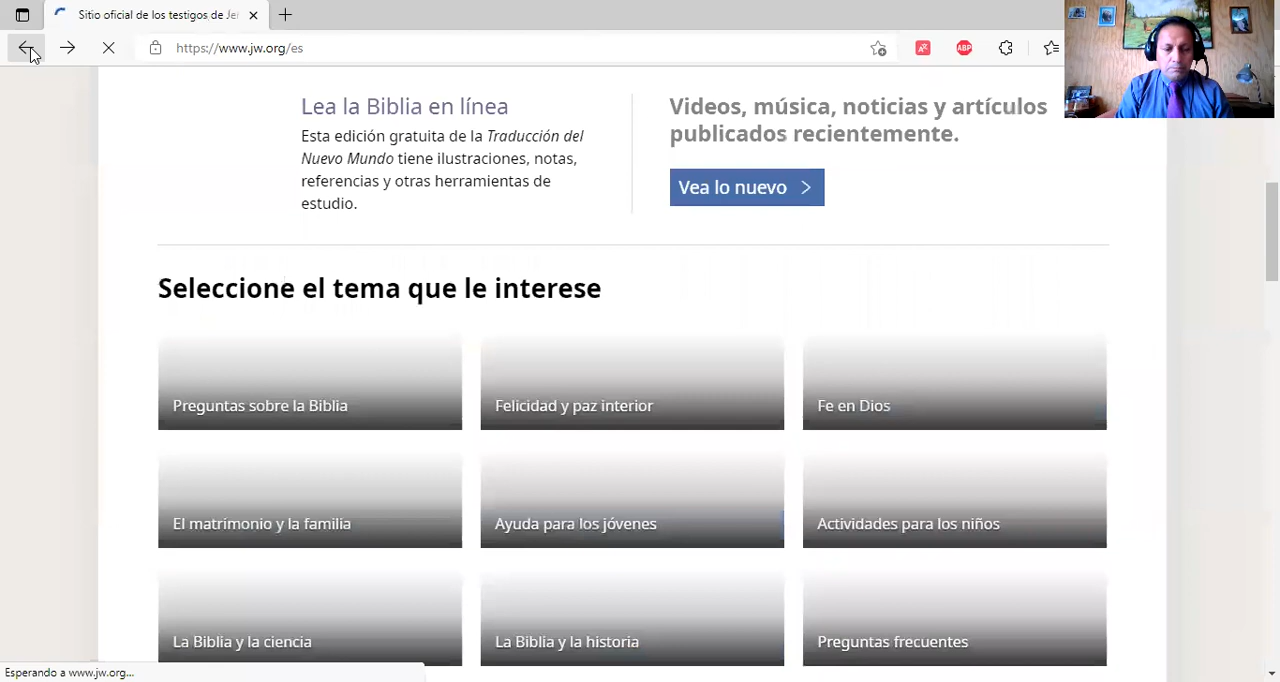 Sitio oficial de los testigos de Je
https://www.jw.org/es
ABP
Lea la Biblia en línea
Esta edición gratuita de la Traducción del
Nuevo Mundo tiene ilustraciones, notas,
referencias y otras herramientas de
estudio.
Videos, música, noticias y artículos
publicados recientemente.
Vea lo nuevo
Seleccione el tema que le interese
Preguntas sobre la Biblia
Felicidad y paz interior
Fe en Dios
El matrimonio y la familia
Ayuda para los jóvenes
Actividades para los niños
La Biblia y la ciencia
La Biblia y la historia
Preguntas frecuentes
Esperando a www.jw.org...